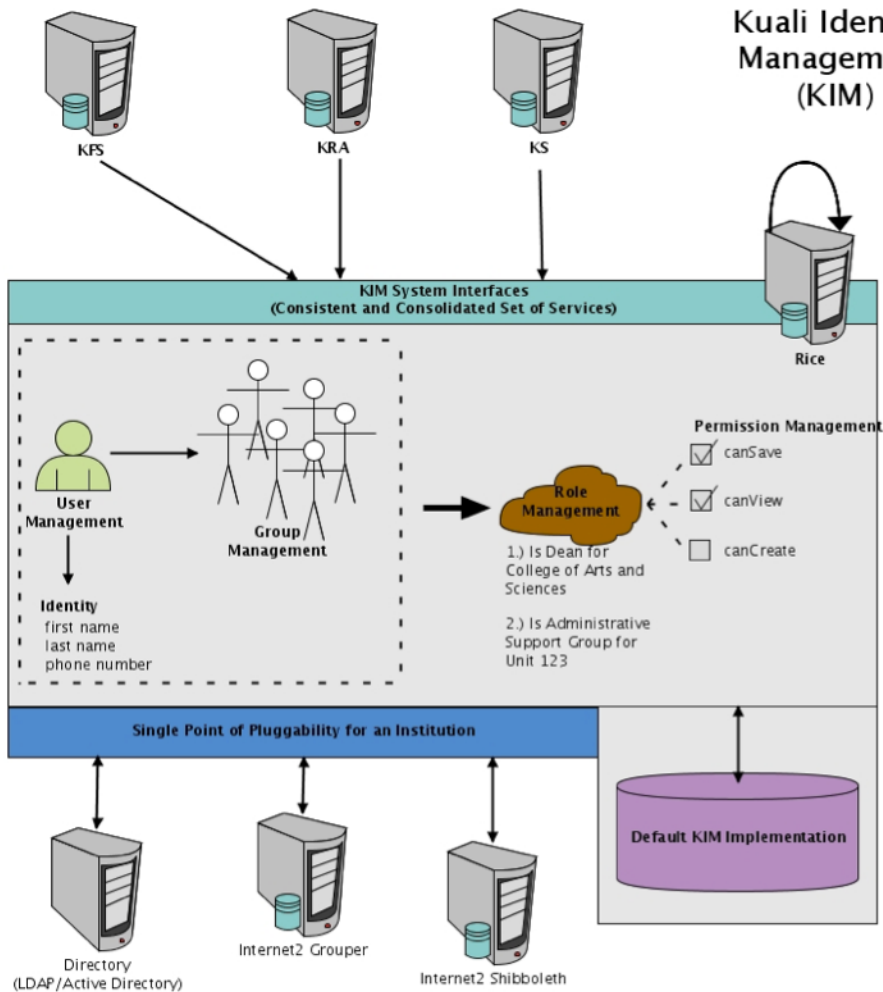 Kuali Iden
Managem
(KIM)
KFS
KRA
KS
KIM System Interfaces
(Consistent and Consolidated Set of Services)
Rice
User
Management
Group
Management
Identity
first name
last name
phone number
Role
Management
1.) Is Dean for
College of Arts and
Sciences
2.) Is Administrative
Support Group for
Unit 123
Permission Management
canSave
canView
canCreate
Single Point of Pluggability for an Institution
Default KIM Implementation
Directory
(LDAP/Active Directory)
Internet2 Grouper
Internet2 Shibboleth